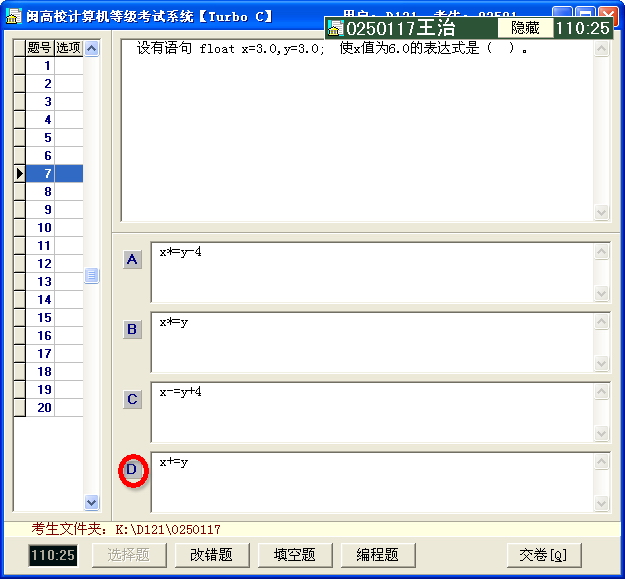 闽高校计算机等级考试系统【Turbo C】
0250117王治
隐藏
110:25
题号 选项
1
2
3
4
5
6
7
8
9
10
11
12
13
14
15
16
17
18
19
20
设有语句 float x=3.0,y=3.0; 使x值为6.0的表达式是( )。
A x*=y-4
B x*=y
C x-=y+4
D x+=y
考生文件夹: K:\D121\0250117
110:25 选择题 改错题 填空题 编程题 交卷[Q]